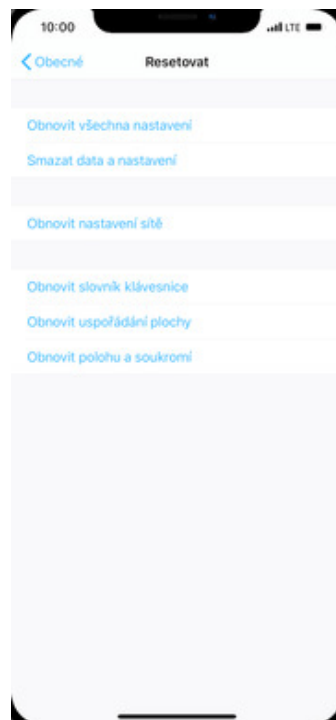 10:00
LTE
Obecné
Resetovat
Obnovit všechna nastavení
Smazat data a nastavení
Obnovit nastavení sítě
Obnovit slovník klávesnice
Obnovit uspořádání plochy
Obnovit polohu a soukromí